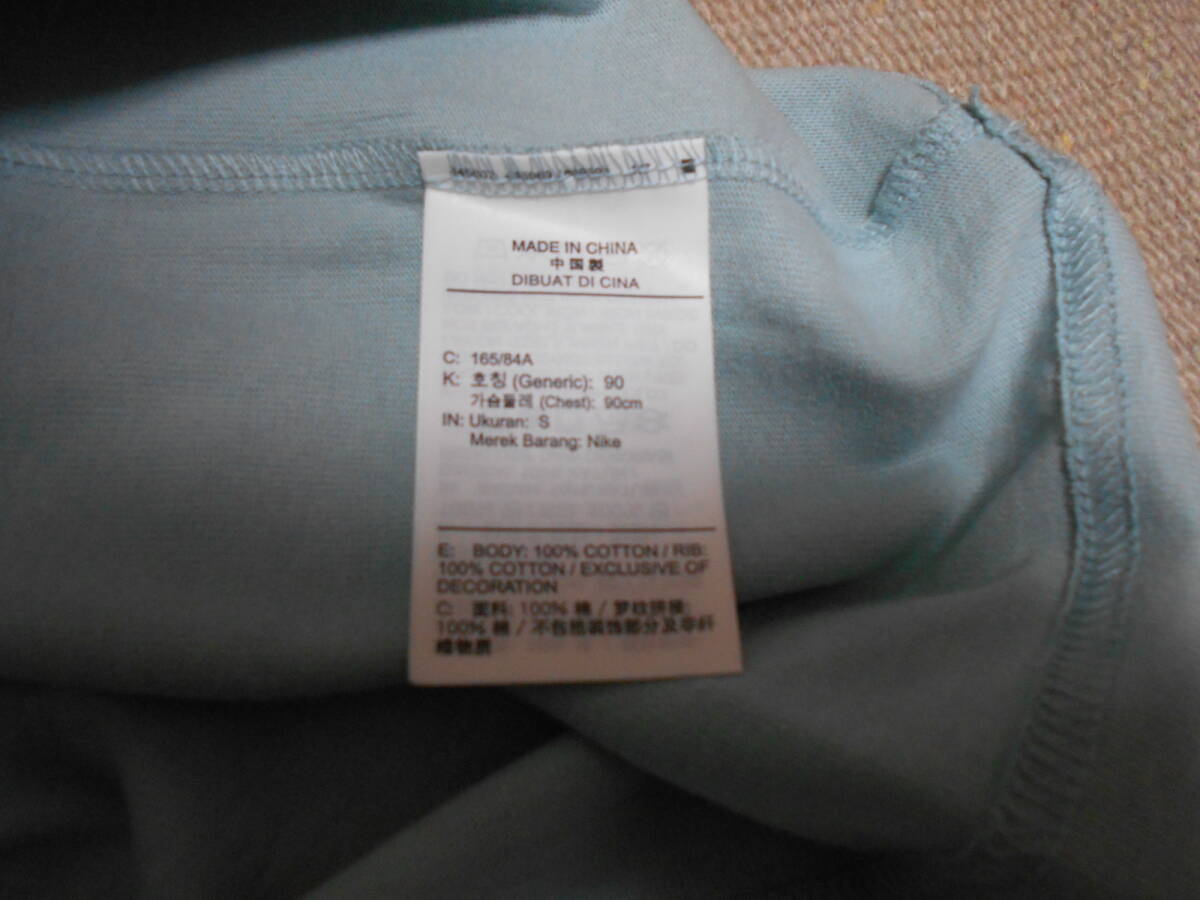 MADE IN CHINA
中国製
DIBUAT DI CINA
C: 165/84A
K: 호칭 (Generic): 90
가슴둘레 (Chest): 90cm
IN: Ukuran: S
Merek Barang: Nike
E: BODY: 100% COTTON / RIB:
100% COTTON / EXCLUSIVE OF
DECORATION
C: 面料: 100% 棉 / 罗纹拼接:
100% 棉 / 不包括装饰部分及非纤
维物质